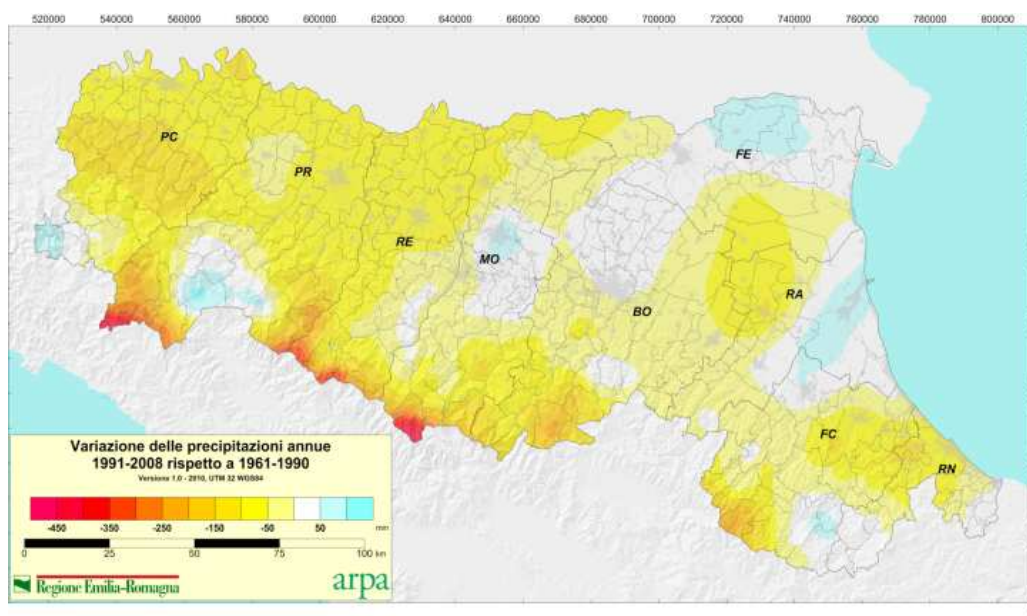 520000 540000 560000 580000 600000 620000 640000 660000 680000 700000 720000 740000 760000 780000 800000
PC
PR
FE
RE
MO
RA
BO
FC
RN
Variazione delle precipitazioni annue
1991-2008 rispetto a 1961-1990
Versione 1.0 - 2010, UTM 32 WGS84
-450 -350 -250 -150 -50 50 mm
0 25 50 75 100 km
Regione Emilia-Romagna
arpa